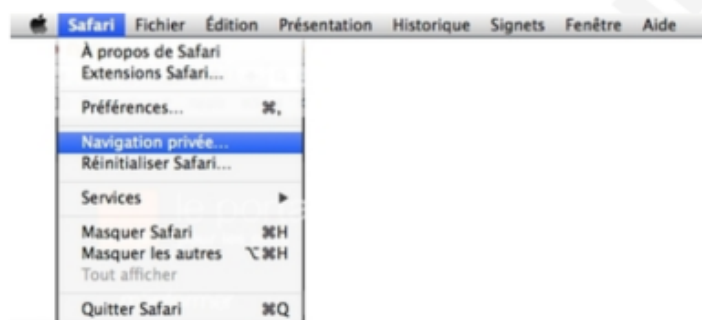 Safari Fichier Édition Présentation Historique Signets Fenêtre Aide
À propos de Safari
Extensions Safari...
Préférences... ⌘,
Navigation privée...
Réinitialiser Safari...
Services ▶
Masquer Safari ⌘H
Masquer les autres ⌥⌘H
Tout afficher
Quitter Safari ⌘Q